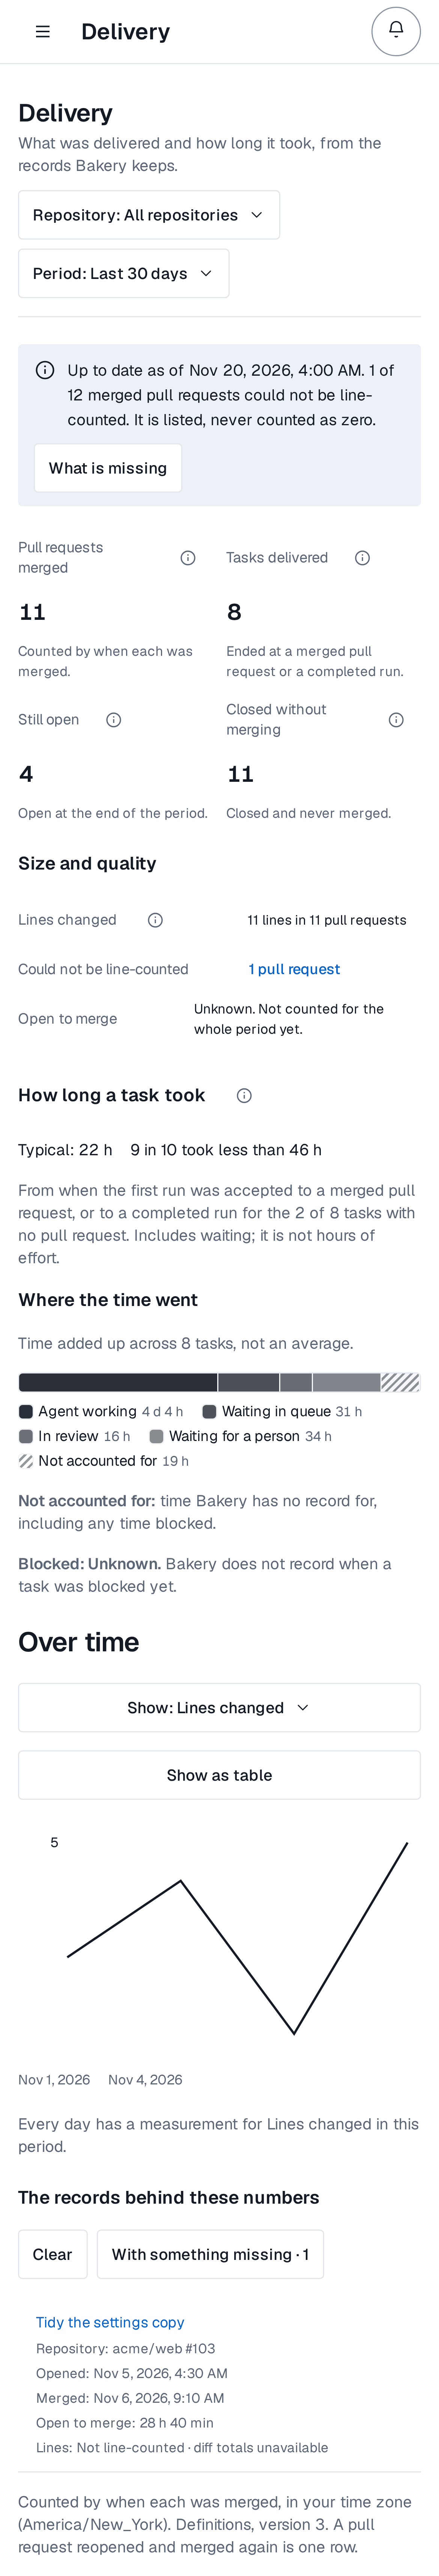 Delivery
Delivery
What was delivered and how long it took, from the
records Bakery keeps.
Repository: All repositories
Period: Last 30 days
Up to date as of Nov 20, 2026, 4:00 AM. 1 of
12 merged pull requests could not be line-
counted. It is listed, never counted as zero.
What is missing
Pull requests
merged
Tasks delivered
11
8
Counted by when each was
merged.
Ended at a merged pull
request or a completed run.
Still open
Closed without
merging
4
11
Open at the end of the period.
Closed and never merged.
Size and quality
Lines changed
11 lines in 11 pull requests
Could not be line-counted
1 pull request
Open to merge
Unknown. Not counted for the
whole period yet.
How long a task took
Typical: 22 h 9 in 10 took less than 46 h
From when the first run was accepted to a merged pull
request, or to a completed run for the 2 of 8 tasks with
no pull request. Includes waiting; it is not hours of
effort.
Where the time went
Time added up across 8 tasks, not an average.
Agent working 4 d 4 h Waiting in queue 31 h
In review 16 h Waiting for a person 34 h
Not accounted for 19 h
Not accounted for: time Bakery has no record for,
including any time blocked.
Blocked: Unknown. Bakery does not record when a
task was blocked yet.
Over time
Show: Lines changed
Show as table
5
Nov 1, 2026 Nov 4, 2026
Every day has a measurement for Lines changed in this
period.
The records behind these numbers
Clear
With something missing · 1
Tidy the settings copy
Repository: acme/web #103
Opened: Nov 5, 2026, 4:30 AM
Merged: Nov 6, 2026, 9:10 AM
Open to merge: 28 h 40 min
Lines: Not line-counted · diff totals unavailable
Counted by when each was merged, in your time zone
(America/New_York). Definitions, version 3. A pull
request reopened and merged again is one row.